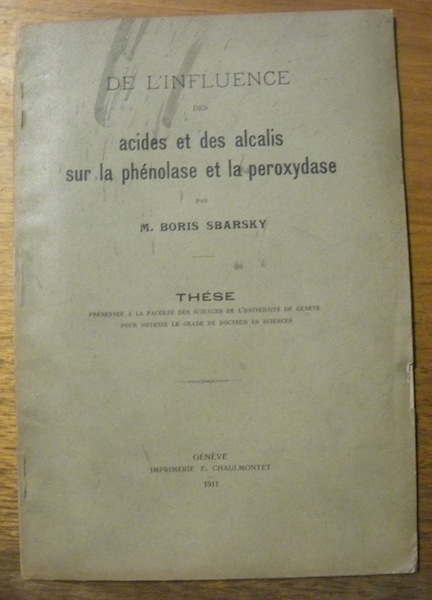 DE L'INFLUENCE
DES
acides et des alcalis
sur la phénolase et la peroxydase
PAR
M. BORIS SBARSKY
THÈSE
PRÉSENTÉE A LA FACULTÉ DES SCIENCES DE L'UNIVERSITÉ DE GENÈVE
POUR OBTENIR LE GRADE DE DOCTEUR ÈS SCIENCES
GENÈVE
IMPRIMERIE E. CHAULMONTET
1911